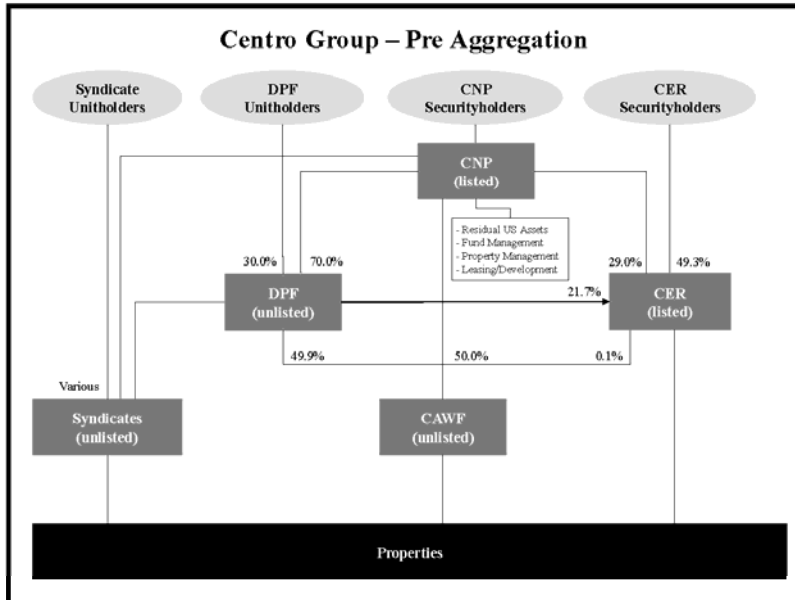 Centro Group – Pre Aggregation
Syndicate
Unitholders
DPF
Unitholders
CNP
Securityholders
CER
Securityholders
CNP
(listed)
- Residual US Assets
- Fund Management
- Property Management
- Leasing/Development
30.0%
70.0%
29.0%
49.3%
DPF
(unlisted)
21.7%
CER
(listed)
49.9%
50.0%
0.1%
Various
Syndicates
(unlisted)
CAWF
(unlisted)
Properties